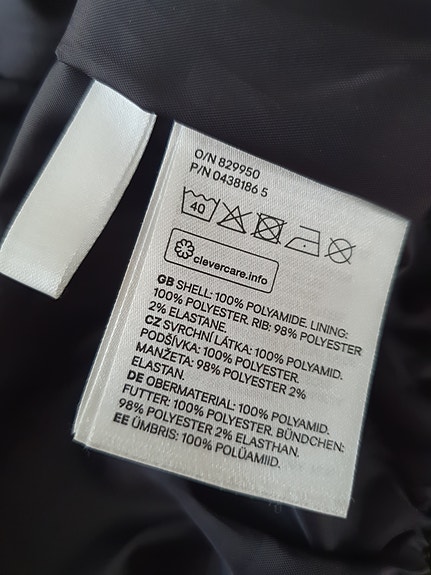 O/N 829950
P/N 0438186 5
40
clevercare.info
GB SHELL: 100% POLYAMIDE. LINING:
100% POLYESTER. RIB: 98% POLYESTER
2% ELASTANE.
CZ SVRCHNÍ LÁTKA: 100% POLYAMID.
PODŠÍVKA: 100% POLYESTER.
MANŽETA: 98% POLYESTER 2%
ELASTAN.
DE OBERMATERIAL: 100% POLYAMID.
FUTTER: 100% POLYESTER. BÜNDCHEN:
98% POLYESTER 2% ELASTHAN.
EE ÜMBRIS: 100% POLÜAMIID.